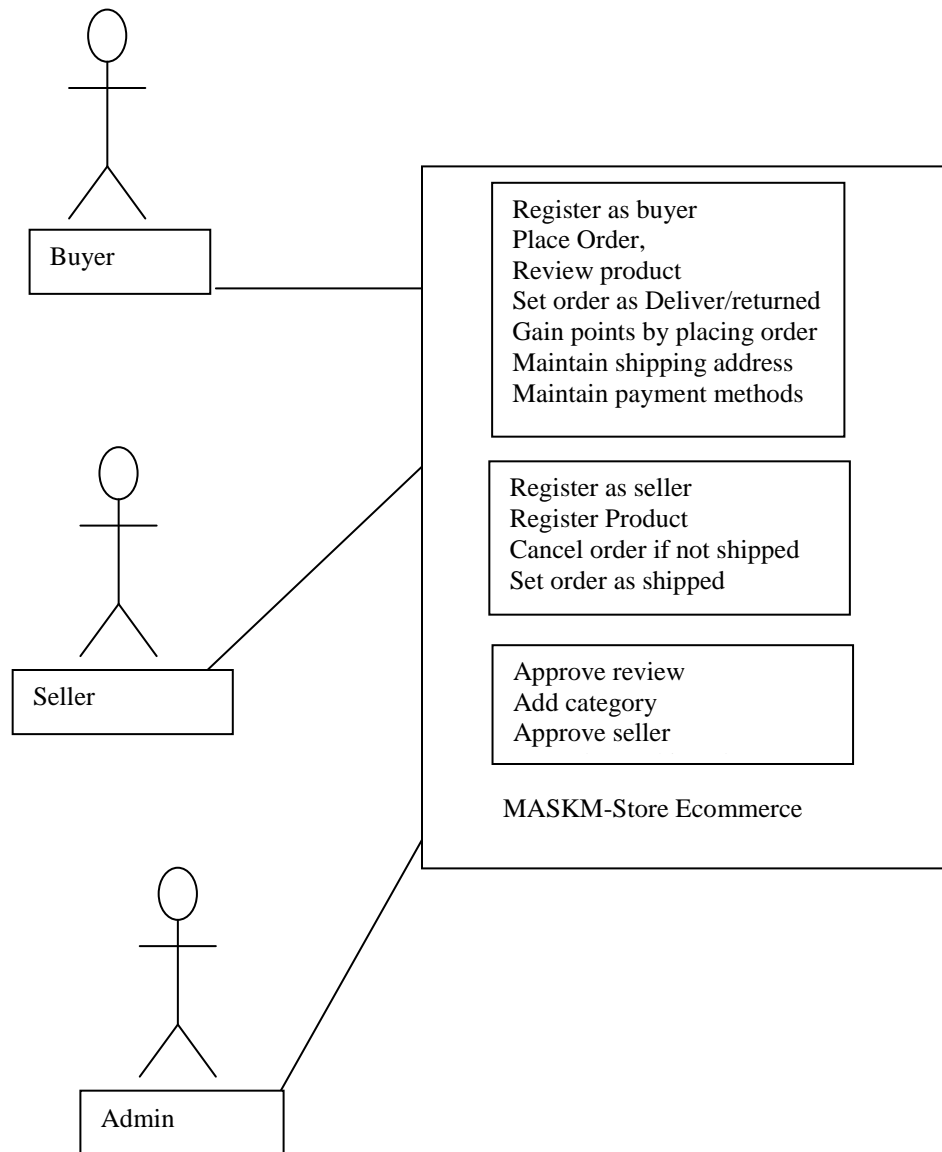 Buyer
Register as buyer
Place Order,
Review product
Set order as Deliver/returned
Gain points by placing order
Maintain shipping address
Maintain payment methods
Seller
Register as seller
Register Product
Cancel order if not shipped
Set order as shipped
Approve review
Add category
Approve seller
MASKM-Store Ecommerce
Admin